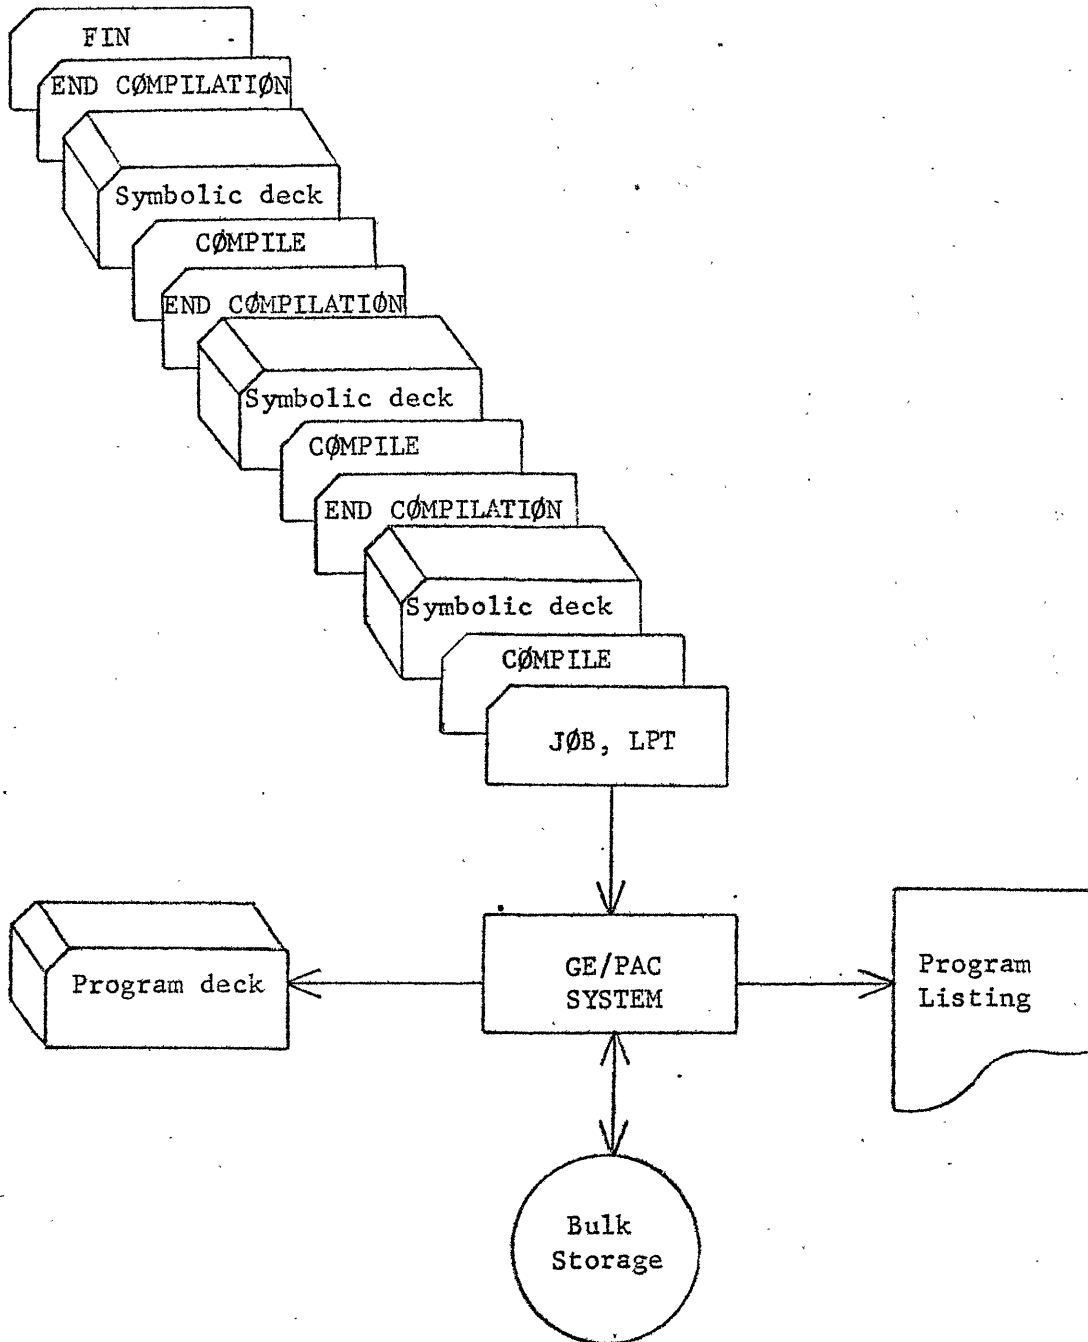 FIN
END CØMPILATIØN
Symbolic deck
CØMPILE
END CØMPILATIØN
Symbolic deck
CØMPILE
END CØMPILATIØN
Symbolic deck
CØMPILE
JØB, LPT
Program deck
GE/PAC
SYSTEM
Program
Listing
Bulk
Storage